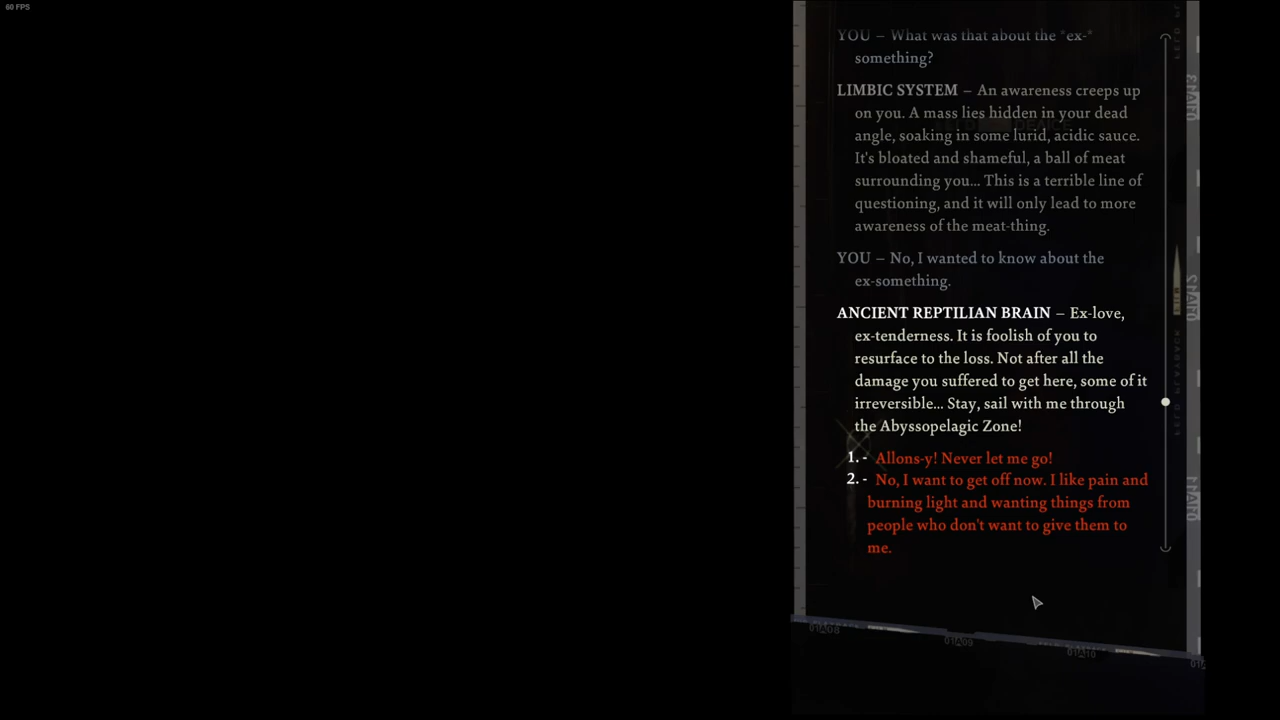 60 FPS
YOU – What was that about the *ex-*
something?
LIMBIC SYSTEM – An awareness creeps up
on you. A mass lies hidden in your dead
angle, soaking in some lurid, acidic sauce.
It's bloated and shameful, a ball of meat
surrounding you... This is a terrible line of
questioning, and it will only lead to more
awareness of the meat-thing.
YOU – No, I wanted to know about the
ex-something.
ANCIENT REPTILIAN BRAIN – Ex-love,
ex-tenderness. It is foolish of you to
resurface to the loss. Not after all the
damage you suffered to get here, some of it
irreversible... Stay, sail with me through
the Abyssopelagic Zone!
1. - Allons-y! Never let me go!
2. - No, I want to get off now. I like pain and
burning light and wanting things from
people who don't want to give them to
me.